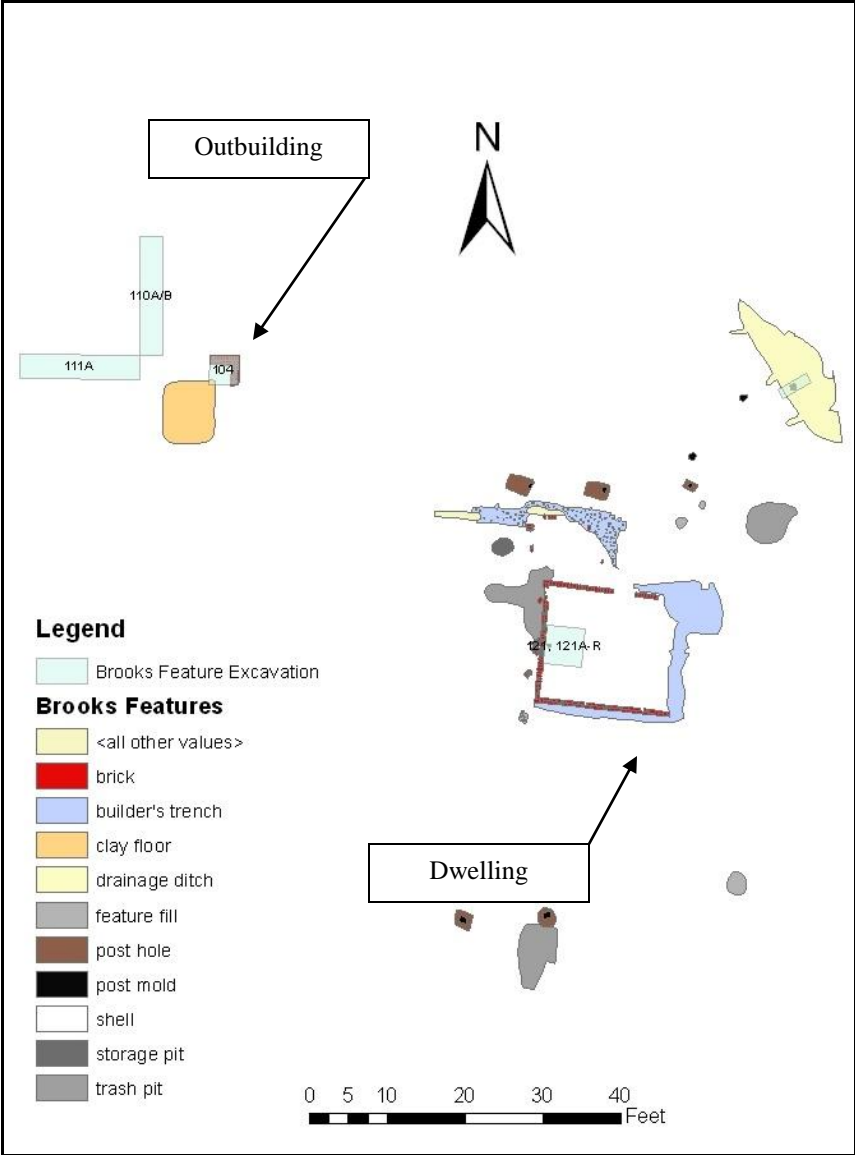 Outbuilding
N
110A/B
111A
104
121, 121A-R
Legend
Brooks Feature Excavation
Brooks Features
<all other values>
brick
builder's trench
clay floor
drainage ditch
feature fill
post hole
post mold
shell
storage pit
trash pit
Dwelling
0 5 10 20 30 40
Feet